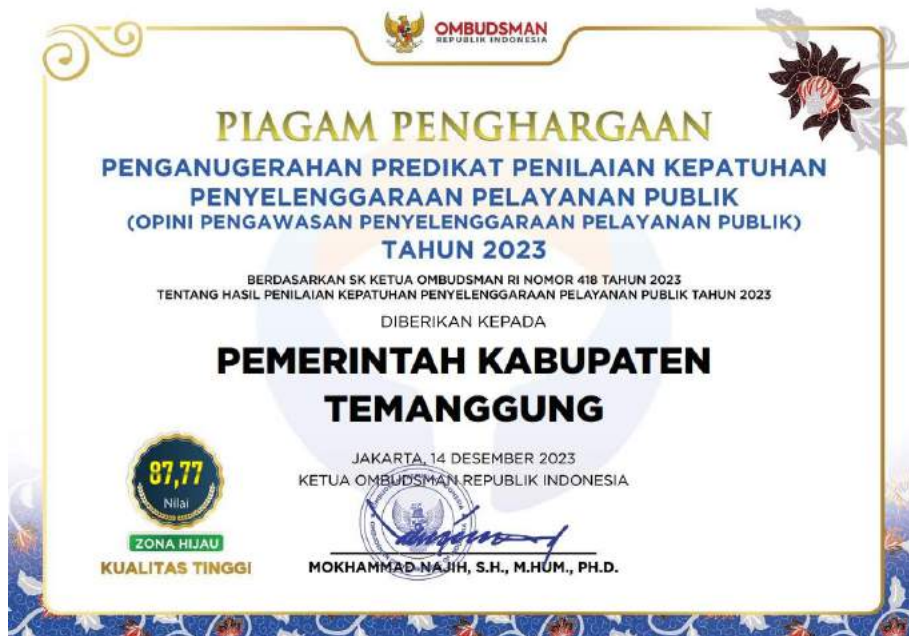 OMBUDSMAN
REPUBLIK INDONESIA
PIAGAM PENGHARGAAN
PENGANUGERAHAN PREDIKAT PENILAIAN KEPATUHAN
PENYELENGGARAAN PELAYANAN PUBLIK
(OPINI PENGAWASAN PENYELENGGARAAN PELAYANAN PUBLIK)
TAHUN 2023
BERDASARKAN SK KETUA OMBUDSMAN RI NOMOR 418 TAHUN 2023
TENTANG HASIL PENILAIAN KEPATUHAN PENYELENGGARAAN PELAYANAN PUBLIK TAHUN 2023
DIBERIKAN KEPADA
PEMERINTAH KABUPATEN
TEMANGGUNG
JAKARTA, 14 DESEMBER 2023
KETUA OMBUDSMAN REPUBLIK INDONESIA
MOKHAMMAD NAJIH, S.H., M.HUM., PH.D.
87,77
Nilai
ZONA HIJAU
KUALITAS TINGGI